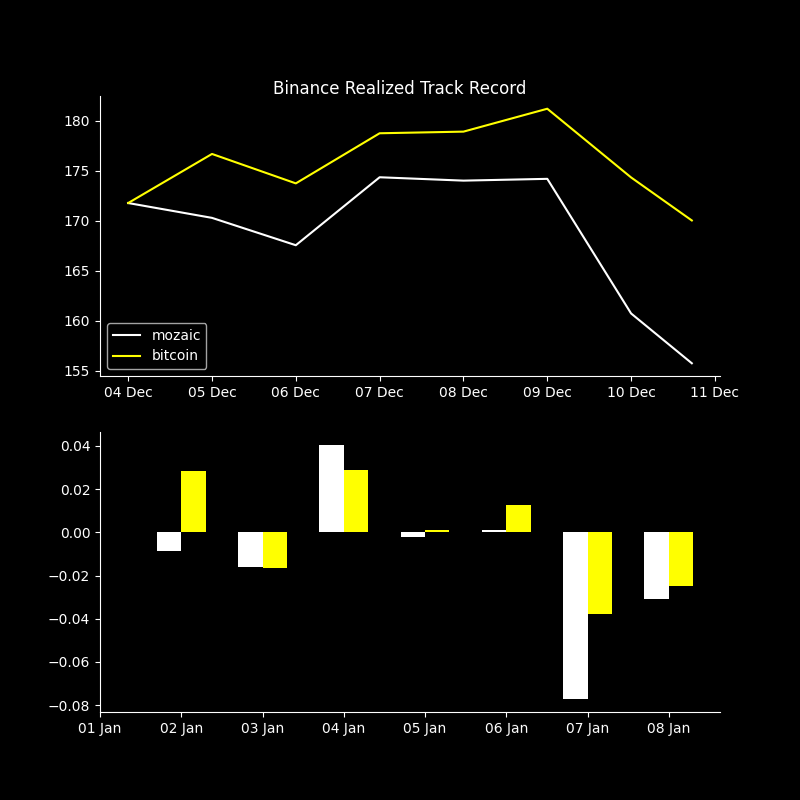 Binance Realized Track Record
180
175
170
165
160
155
mozaic
bitcoin
04 Dec 05 Dec 06 Dec 07 Dec 08 Dec 09 Dec 10 Dec 11 Dec
0.04
0.02
0.00
−0.02
−0.04
−0.06
−0.08
01 Jan 02 Jan 03 Jan 04 Jan 05 Jan 06 Jan 07 Jan 08 Jan